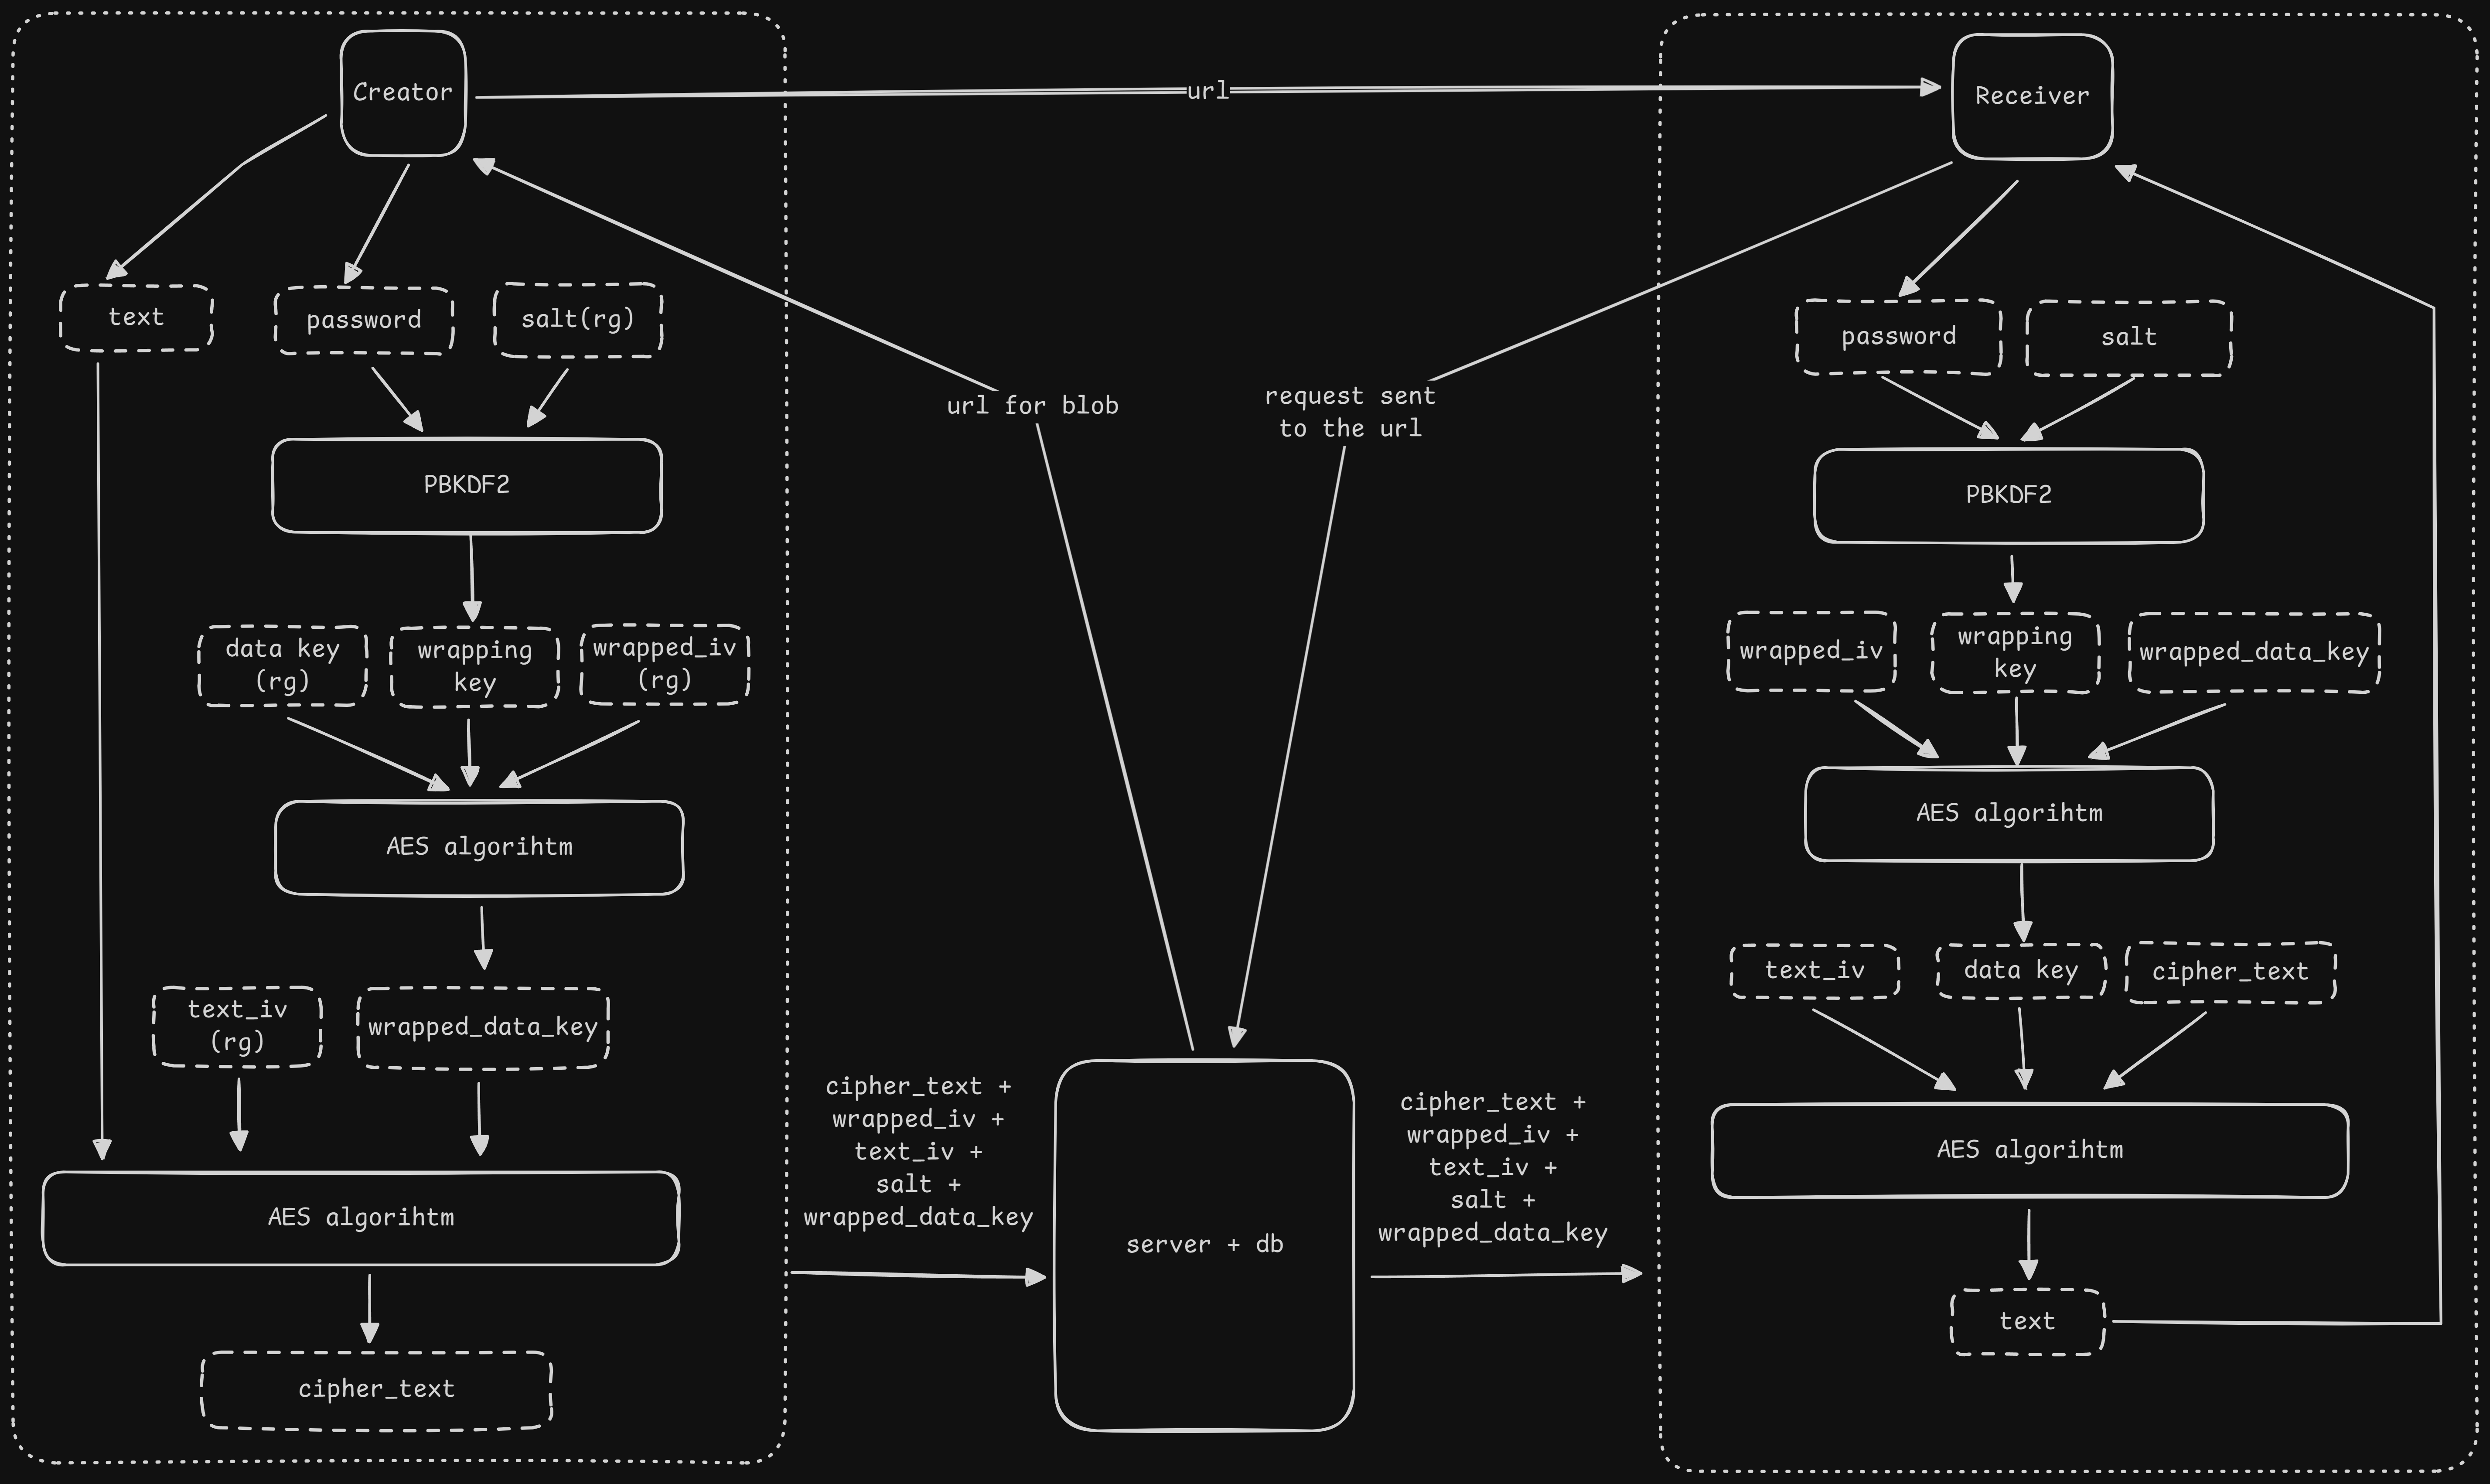 Creator
url
Receiver
text
password
salt(rg)
url for blob
request sent
to the url
password
salt
PBKDF2
PBKDF2
data key
(rg)
wrapping
key
wrapped_iv
(rg)
wrapped_iv
wrapping
key
wrapped_data_key
AES algorihtm
AES algorihtm
text_iv
(rg)
wrapped_data_key
text_iv
data key
cipher_text
cipher_text +
wrapped_iv +
text_iv +
salt +
wrapped_data_key
server + db
cipher_text +
wrapped_iv +
text_iv +
salt +
wrapped_data_key
AES algorihtm
AES algorihtm
cipher_text
text